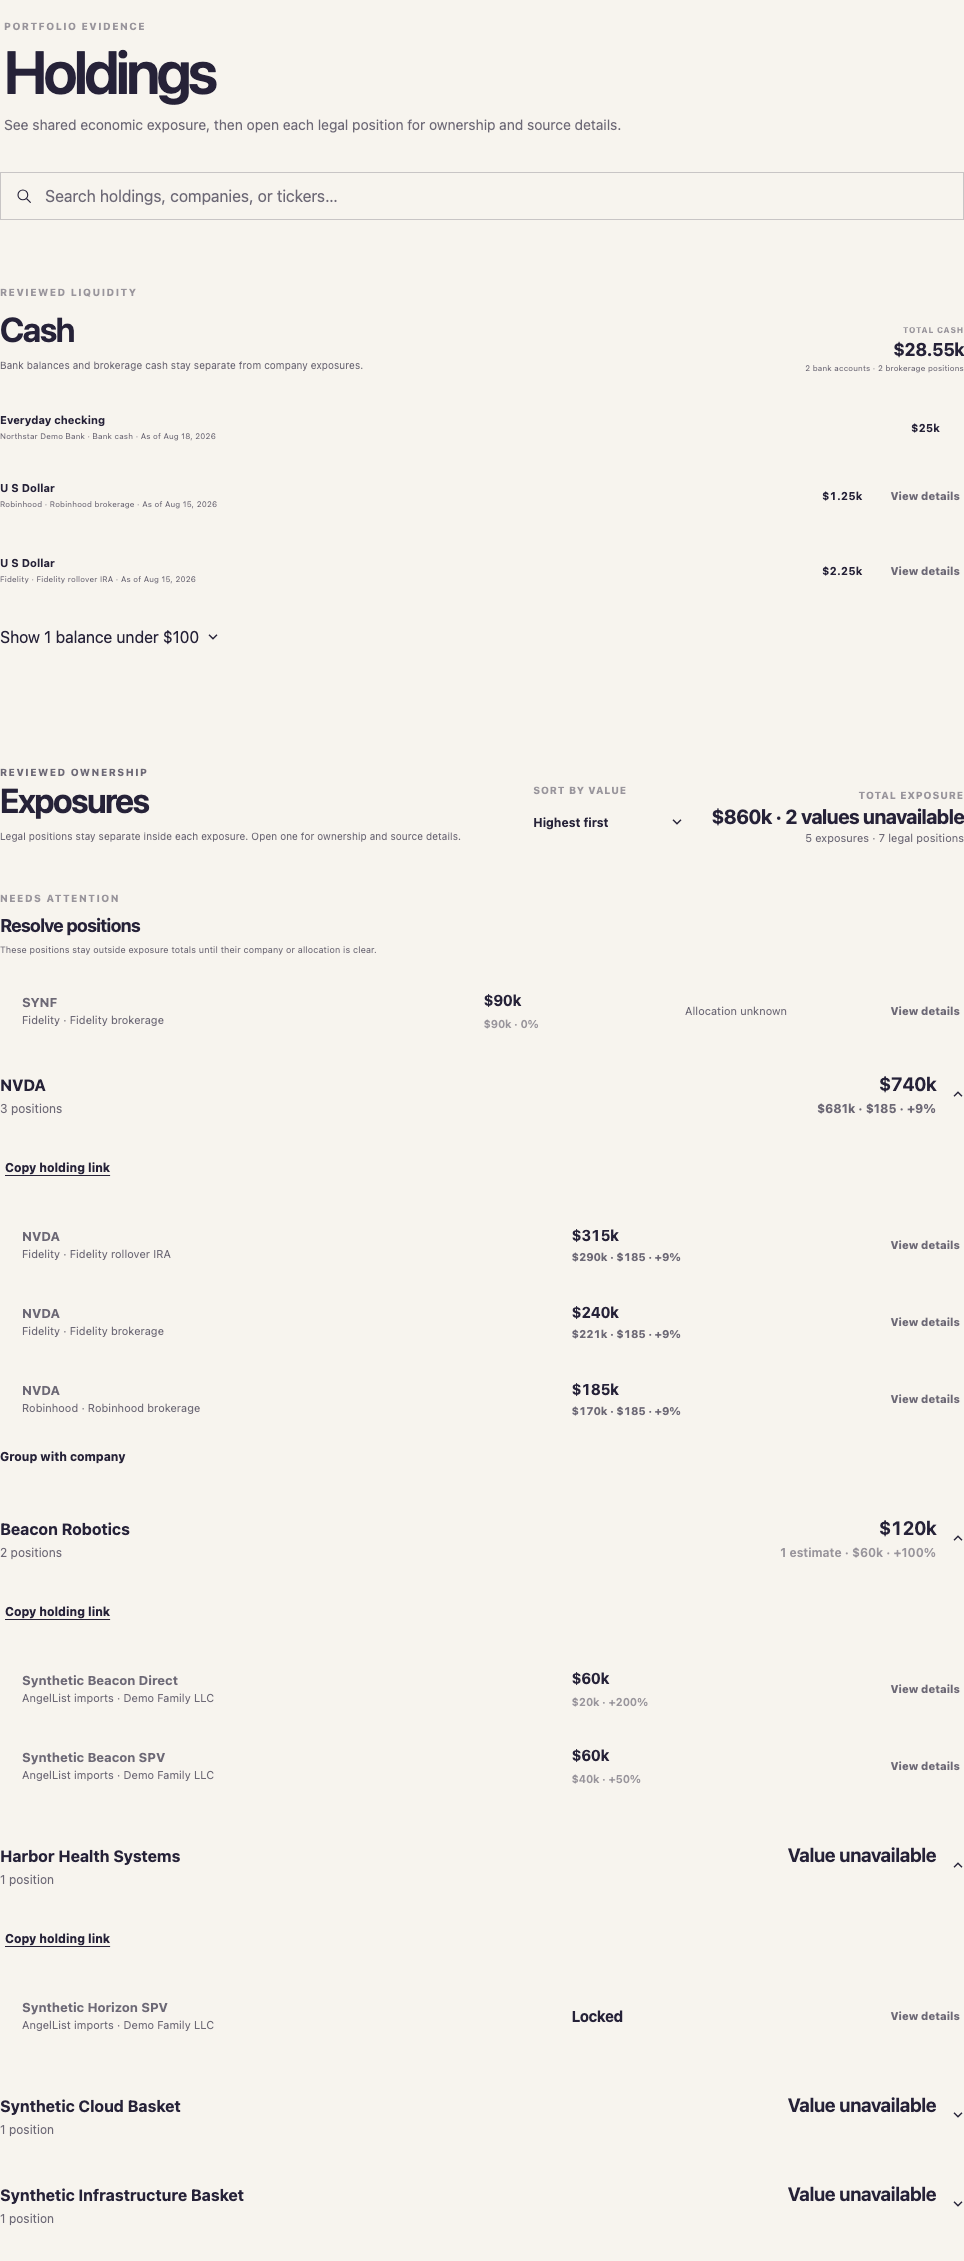 PORTFOLIO EVIDENCE
Holdings
See shared economic exposure, then open each legal position for ownership and source details.
Search holdings, companies, or tickers...
REVIEWED LIQUIDITY
Cash
Bank balances and brokerage cash stay separate from company exposures.
TOTAL CASH
$28.55k
2 bank accounts · 2 brokerage positions
Everyday checking
Northstar Demo Bank · Bank cash · As of Aug 18, 2026
$25k
U S Dollar
Robinhood · Robinhood brokerage · As of Aug 15, 2026
$1.25k View details
U S Dollar
Fidelity · Fidelity rollover IRA · As of Aug 15, 2026
$2.25k View details
Show 1 balance under $100
REVIEWED OWNERSHIP
Exposures
Legal positions stay separate inside each exposure. Open one for ownership and source details.
SORT BY VALUE
Highest first
TOTAL EXPOSURE
$860k · 2 values unavailable
5 exposures · 7 legal positions
NEEDS ATTENTION
Resolve positions
These positions stay outside exposure totals until their company or allocation is clear.
SYNF
Fidelity · Fidelity brokerage
$90k
$90k · 0%
Allocation unknown
View details
NVDA
3 positions
$740k
$681k · $185 · +9%
Copy holding link
NVDA
Fidelity · Fidelity rollover IRA
$315k
$290k · $185 · +9%
View details
NVDA
Fidelity · Fidelity brokerage
$240k
$221k · $185 · +9%
View details
NVDA
Robinhood · Robinhood brokerage
$185k
$170k · $185 · +9%
View details
Group with company
Beacon Robotics
2 positions
$120k
1 estimate · $60k · +100%
Copy holding link
Synthetic Beacon Direct
AngelList imports · Demo Family LLC
$60k
$20k · +200%
View details
Synthetic Beacon SPV
AngelList imports · Demo Family LLC
$60k
$40k · +50%
View details
Harbor Health Systems
1 position
Value unavailable
Copy holding link
Synthetic Horizon SPV
AngelList imports · Demo Family LLC
Locked
View details
Synthetic Cloud Basket
1 position
Value unavailable
Synthetic Infrastructure Basket
1 position
Value unavailable